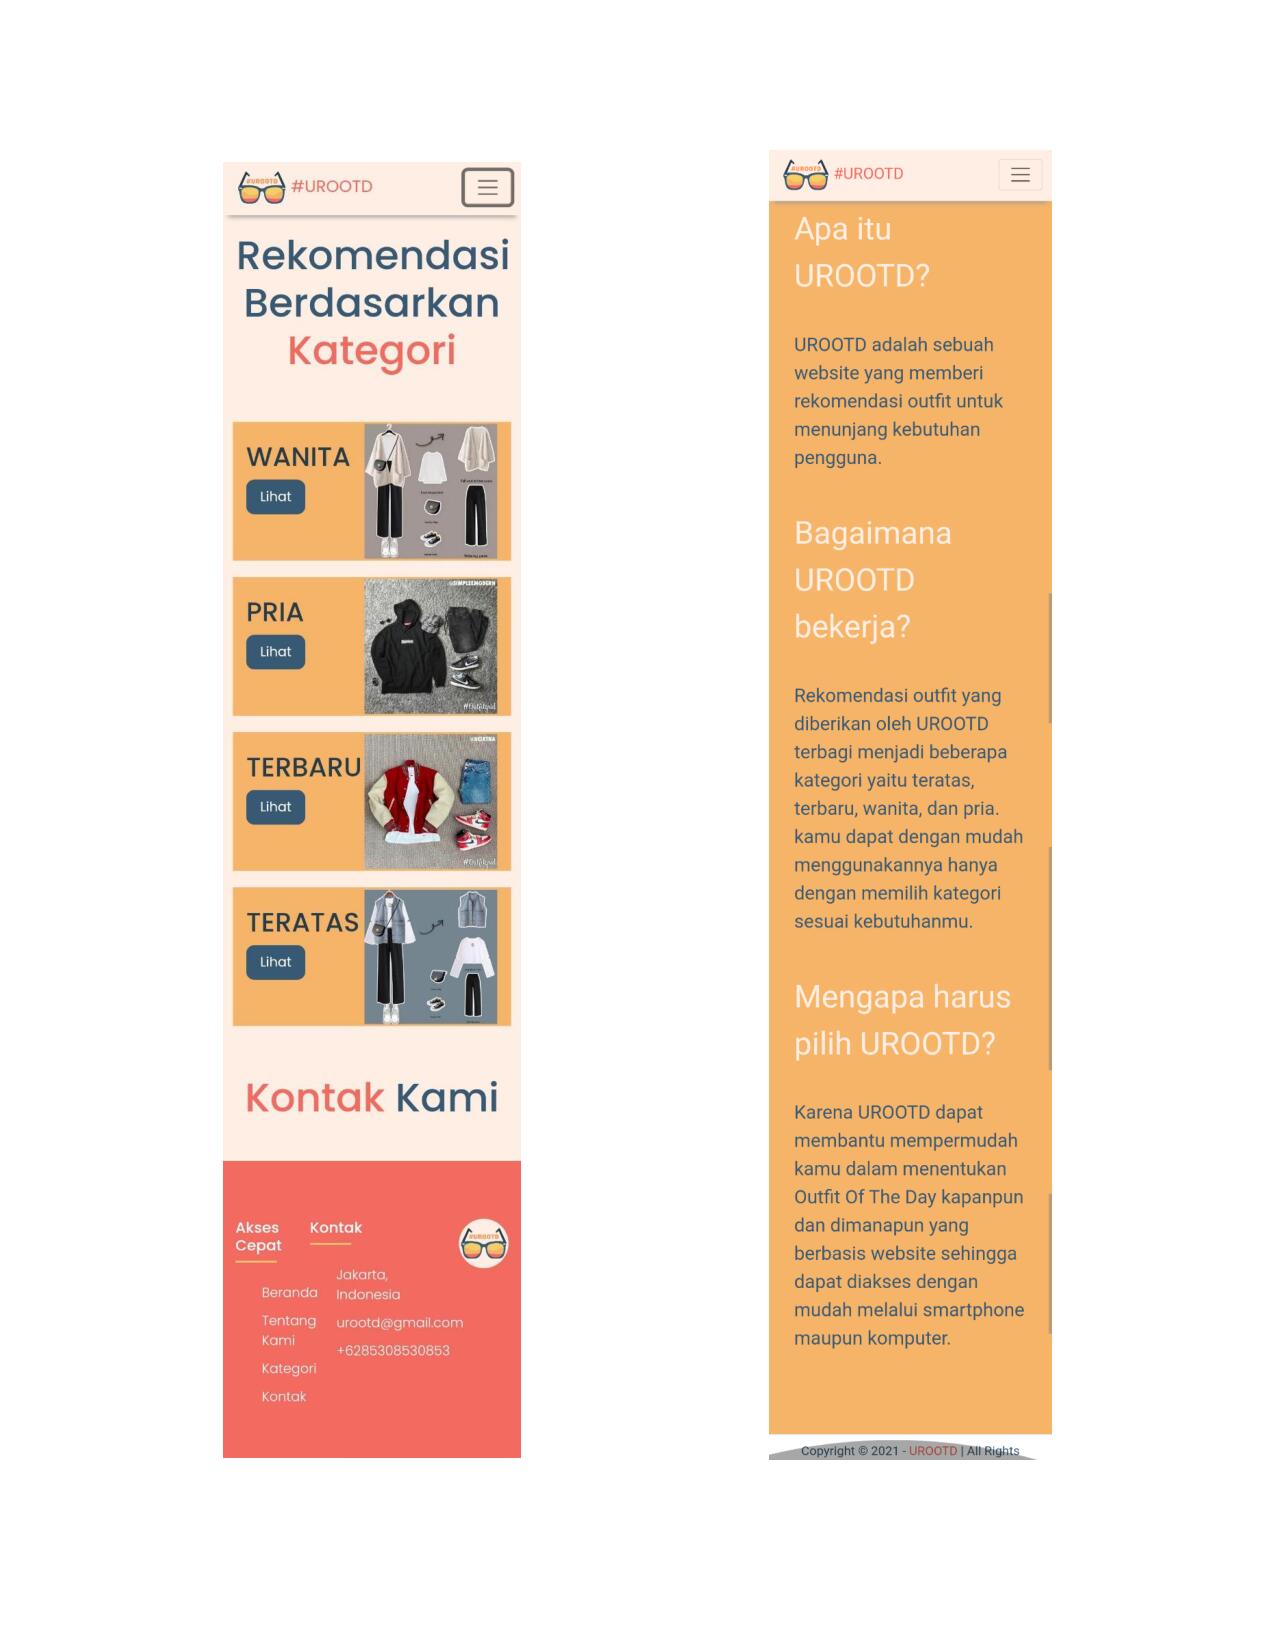 #UROOTD
#UROOTD
Rekomendasi
Berdasarkan
Kategori
WANITA
Lihat
PRIA
Lihat
@SIMPLEEMODERN
TERBARU
Lihat
TERATAS
Lihat
Kontak Kami
Akses
Cepat
Beranda
Tentang
Kami
Kategori
Kontak
Kontak
Jakarta,
Indonesia
urootd@gmail.com
+6285308530853
#UROOTD
#UROOTD
Apa itu
UROOTD?
UROOTD adalah sebuah
website yang memberi
rekomendasi outfit untuk
menunjang kebutuhan
pengguna.
Bagaimana
UROOTD
bekerja?
Rekomendasi outfit yang
diberikan oleh UROOTD
terbagi menjadi beberapa
kategori yaitu teratas,
terbaru, wanita, dan pria.
kamu dapat dengan mudah
menggunakannya hanya
dengan memilih kategori
sesuai kebutuhanmu.
Mengapa harus
pilih UROOTD?
Karena UROOTD dapat
membantu mempermudah
kamu dalam menentukan
Outfit Of The Day kapanpun
dan dimanapun yang
berbasis website sehingga
dapat diakses dengan
mudah melalui smartphone
maupun komputer.
Copyright © 2021 - UROOTD | All Rights